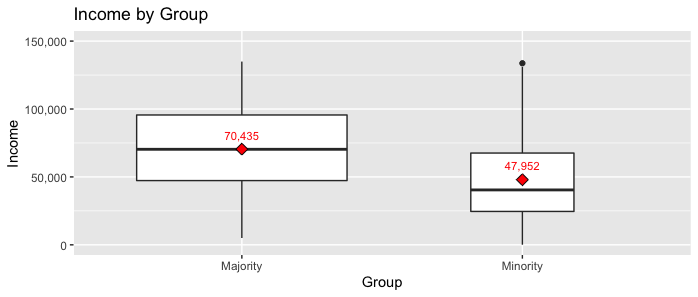 Income by Group
150,000
100,000
50,000
0
Income
70,435
47,952
Majority
Minority
Group